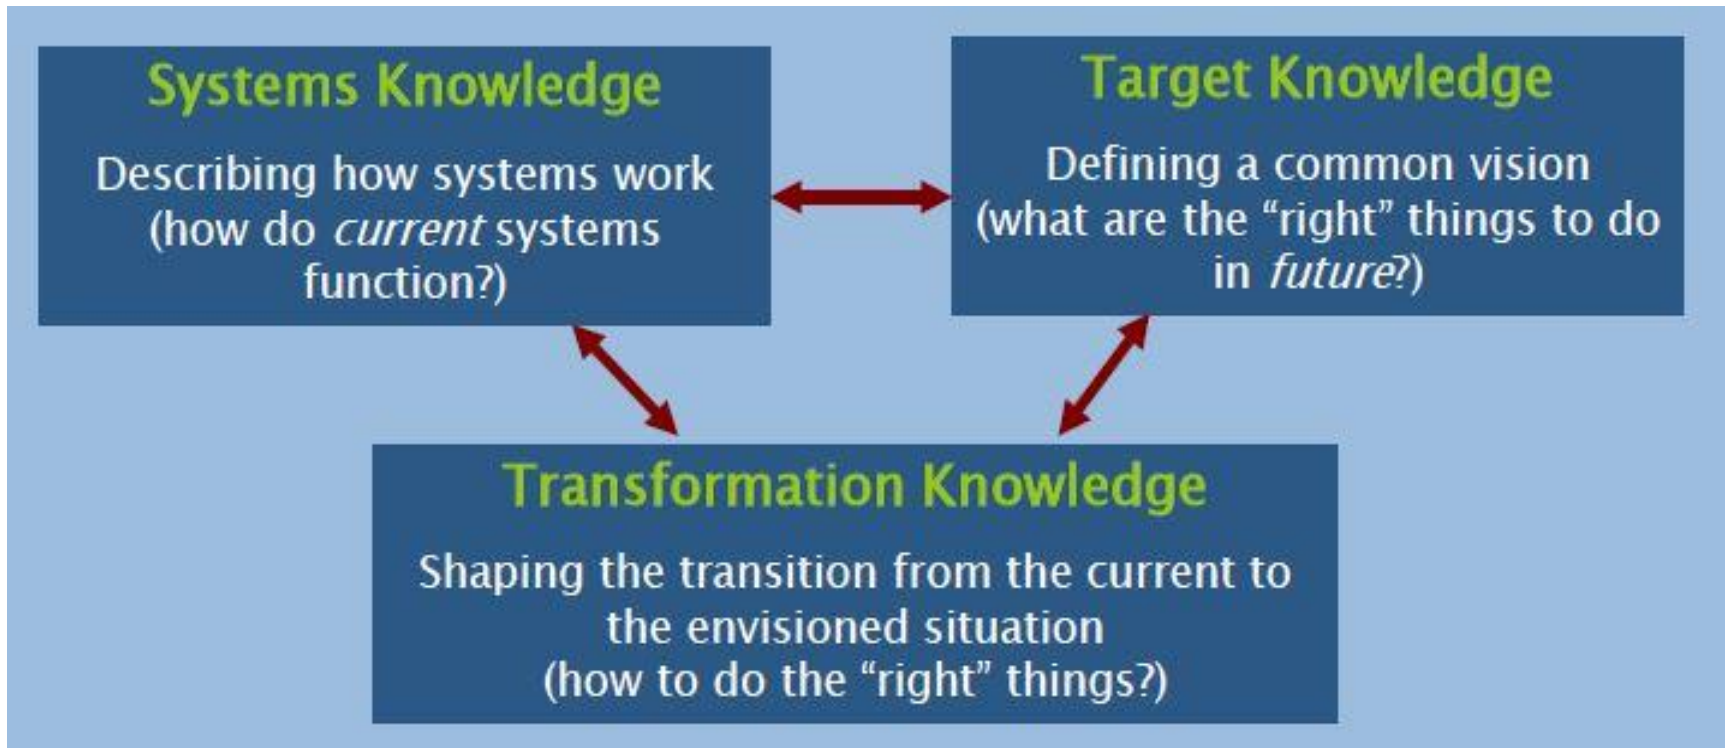 Systems Knowledge
Describing how systems work
(how do current systems
function?)
Target Knowledge
Defining a common vision
(what are the “right” things to do
in future?)
Transformation Knowledge
Shaping the transition from the current to
the envisioned situation
(how to do the “right” things?)